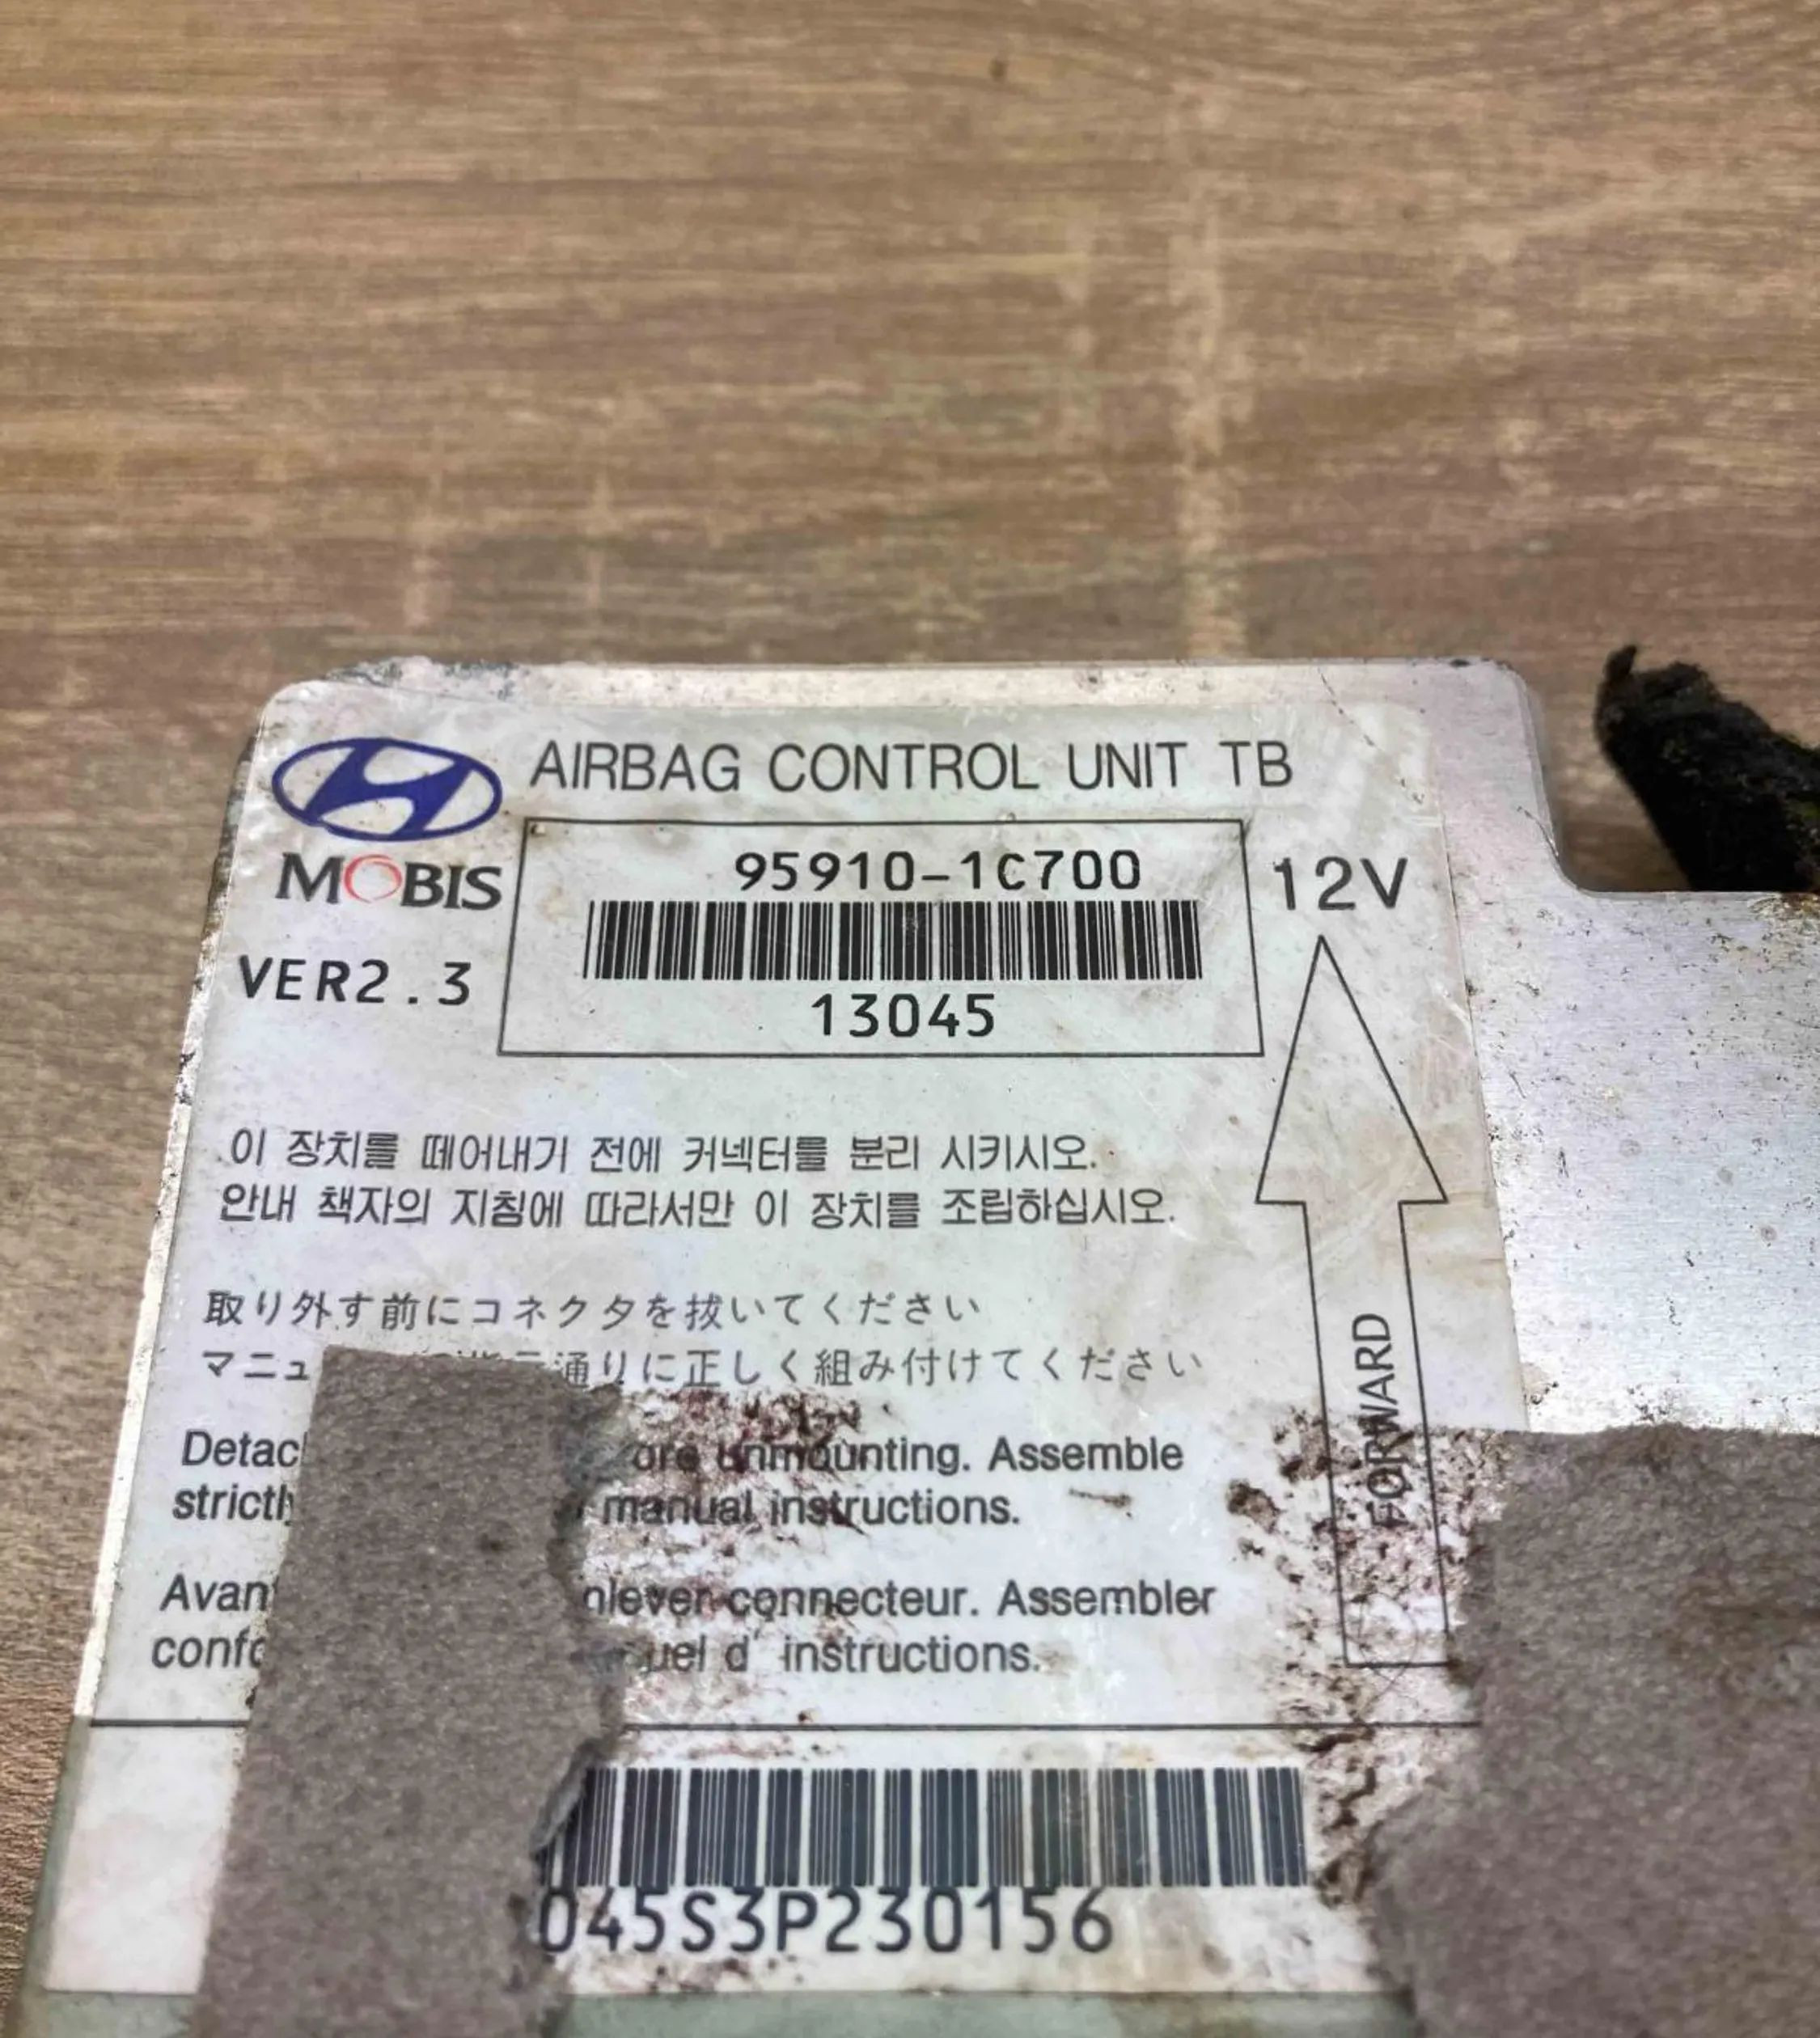 AIRBAG CONTROL UNIT TB
MOBIS
95910-1C700
12V
VER2.3
13045
이 장치를 떼어내기 전에 커넥터를 분리 시키시오.
안내 책자의 지침에 따라서만 이 장치를 조립하십시오.
取り外す前にコネクタを抜いてください
マニュ 通りに正しく組み付けてください
FORWARD
unmounting. Assemble
manual instructions.
connecteur. Assembler
d' instructions.
045S3P230156